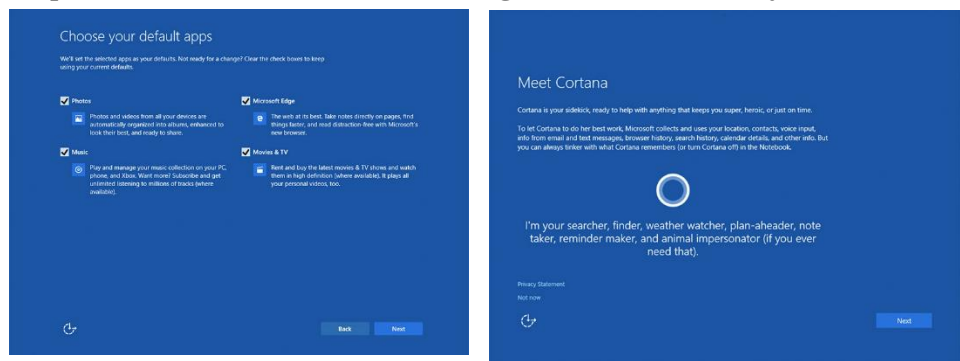 Choose your default apps
We'll set the selected apps as your defaults. Not ready for a change? Clear the check boxes to keep
using your current defaults.
Photos
Photos and videos from all your devices are
automatically organized into albums, enhanced to
look their best, and ready to share.
Microsoft Edge
The web at its best. Take notes directly on pages, find
things faster, and read distraction-free with Microsoft's
new browser.
Music
Play and manage your music collection on your PC,
phone, and Xbox. Want more? Subscribe and get
unlimited listening to millions of tracks (where
available).
Movies & TV
Rent and buy the latest movies & TV shows and watch
them in high definition (where available). It plays all
your personal videos, too.
Back
Next
Meet Cortana
Cortana is your sidekick, ready to help with anything that keeps you super, heroic, or just on time.
To let Cortana to do her best work, Microsoft collects and uses your location, contacts, voice input,
info from email and text messages, browser history, search history, calendar details, and other info. But
you can always tinker with what Cortana remembers (or turn Cortana off) in the Notebook.
I'm your searcher, finder, weather watcher, plan-aheader, note
taker, reminder maker, and animal impersonator (if you ever
need that).
Privacy Statement
Not now
Next